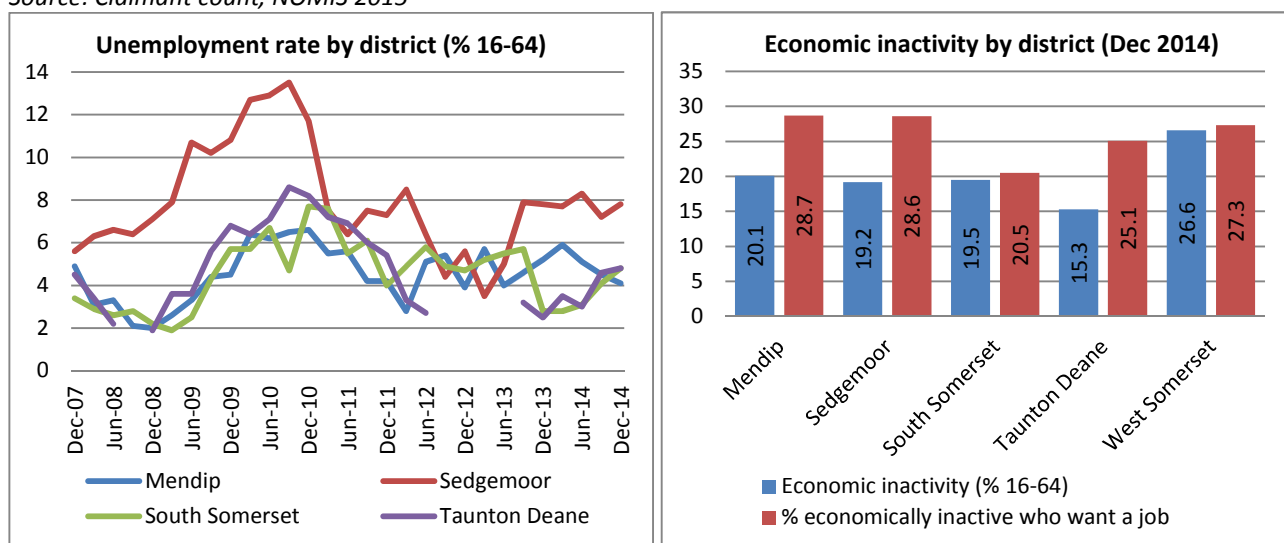 Source: Claimant count, NOMIS 2015
Unemployment rate by district (% 16-64)
14
12
10
8
6
4
2
0
Dec-07
Jun-08
Dec-08
Jun-09
Dec-09
Jun-10
Dec-10
Jun-11
Dec-11
Jun-12
Dec-12
Jun-13
Dec-13
Jun-14
Dec-14
Mendip
Sedgemoor
South Somerset
Taunton Deane
Economic inactivity by district (Dec 2014)
35
30
25
20
15
10
5
0
20.1
28.7
19.2
28.6
19.5
20.5
15.3
25.1
26.6
27.3
Mendip
Sedgemoor
South Somerset
Taunton Deane
West Somerset
Economic inactivity (% 16-64)
% economically inactive who want a job